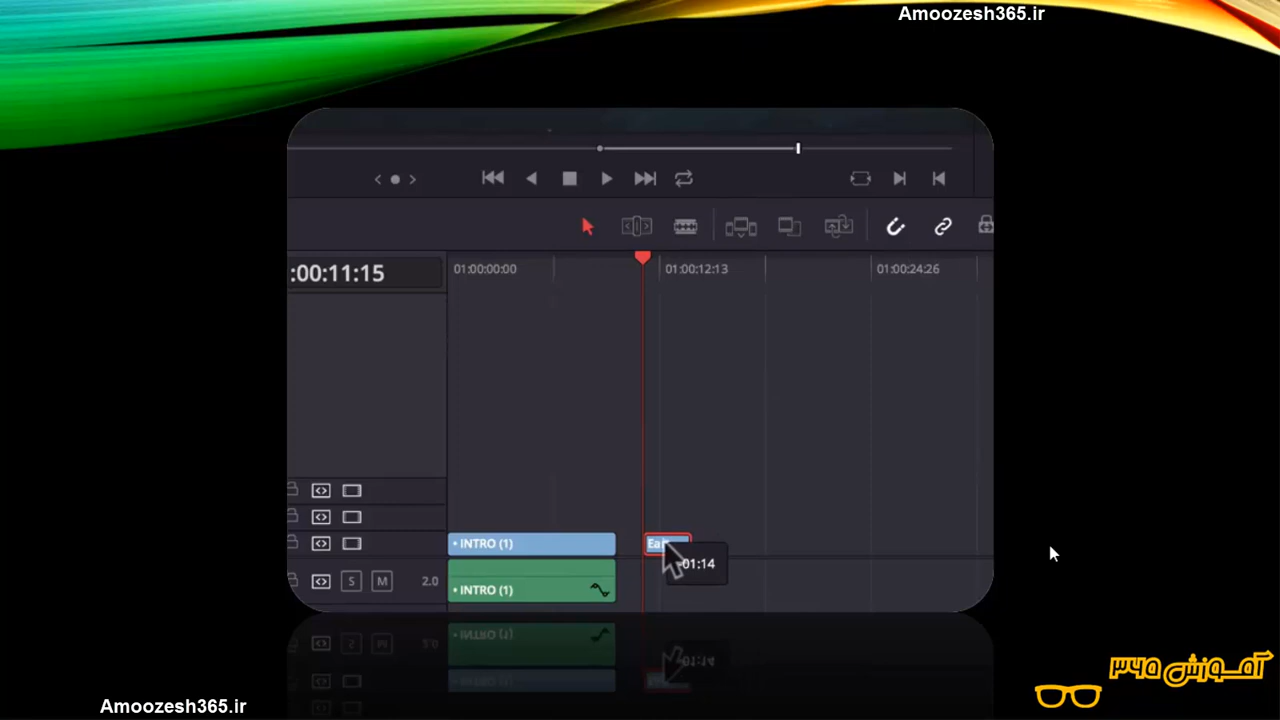 Amoozesh365.ir
:00:11:15
01:00:00:00
01:00:12:13
01:00:24:26
• INTRO (1)
01:14
S
M
2.0
• INTRO (1)
آموزش ۳۶۵
Amoozesh365.ir